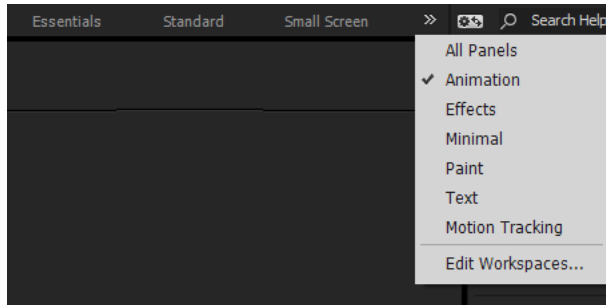 Essentials Standard Small Screen » Search Help
All Panels
Animation
Effects
Minimal
Paint
Text
Motion Tracking
Edit Workspaces...